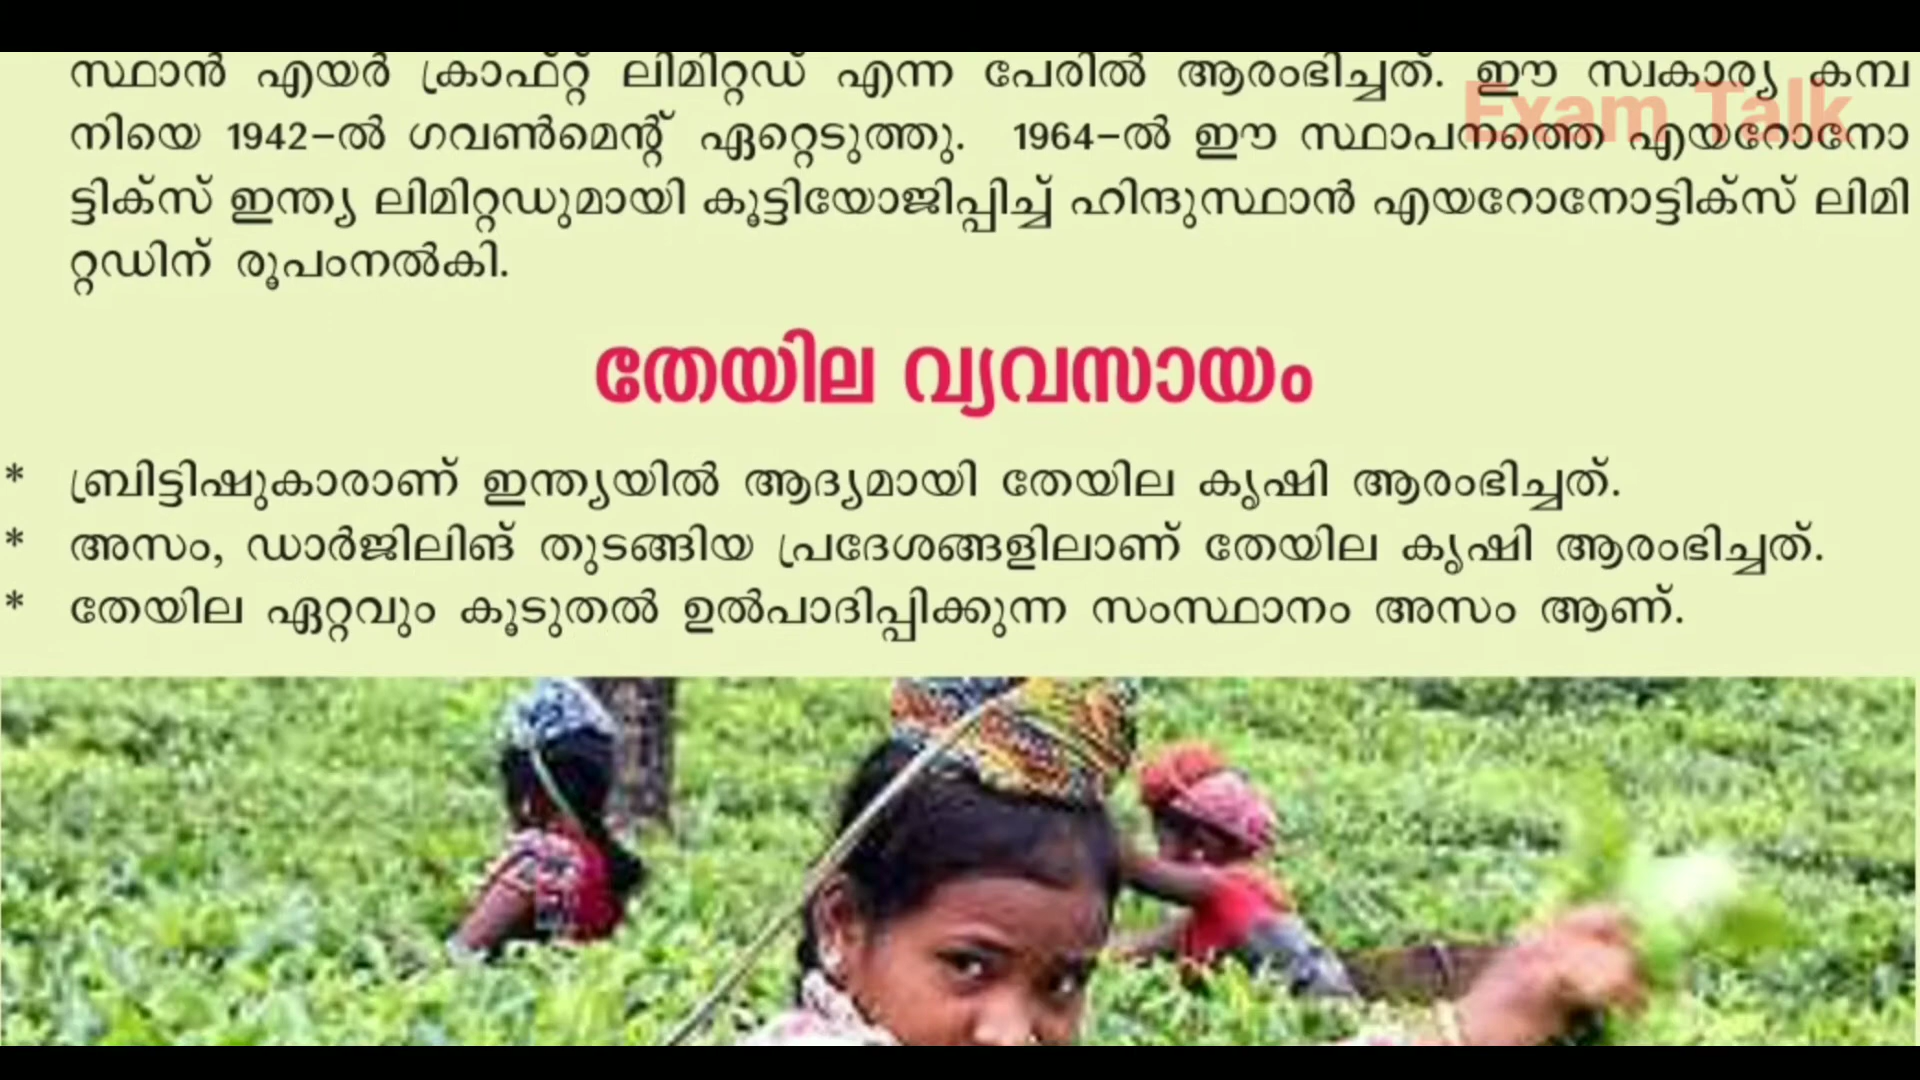 സ്ഥാൻ എയർ ക്രാഫ്റ്റ് ലിമിറ്റഡ് എന്ന പേരിൽ ആരംഭിച്ചത്. ഈ സ്വകാര്യ കമ്പ
Exam Talk
നിയെ 1942-ൽ ഗവൺമെന്റ് ഏറ്റെടുത്തു. 1964-ൽ ഈ സ്ഥാപനത്തെ എയറോനോ
ട്ടിക്സ് ഇന്ത്യ ലിമിറ്റഡുമായി കൂട്ടിയോജിപ്പിച്ച് ഹിന്ദുസ്ഥാൻ എയറോനോട്ടിക്സ് ലിമി
റ്റഡിന് രൂപംനൽകി.
തേയില വ്യവസായം
* ബ്രിട്ടിഷുകാരാണ് ഇന്ത്യയിൽ ആദ്യമായി തേയില കൃഷി ആരംഭിച്ചത്.
* അസം, ഡാർജിലിങ് തുടങ്ങിയ പ്രദേശങ്ങളിലാണ് തേയില കൃഷി ആരംഭിച്ചത്.
* തേയില ഏറ്റവും കൂടുതൽ ഉൽപാദിപ്പിക്കുന്ന സംസ്ഥാനം അസം ആണ്.